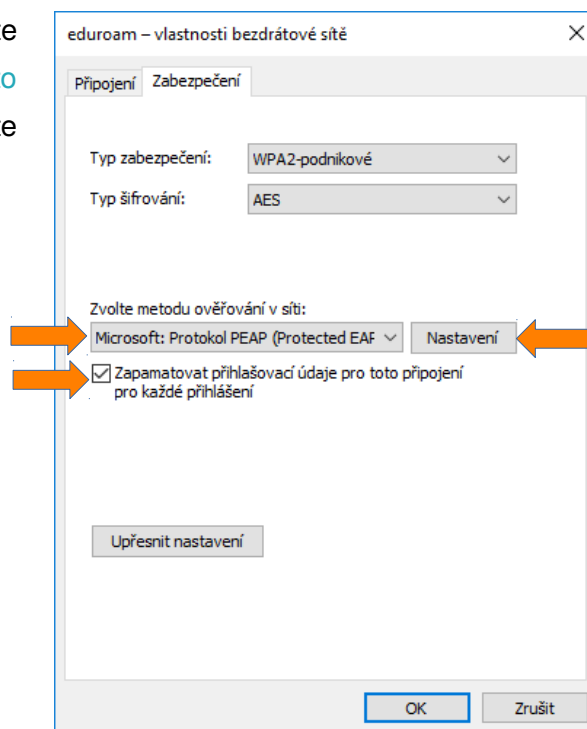 eduroam – vlastnosti bezdrátové sítě
Připojení Zabezpečení
Typ zabezpečení: WPA2-podnikové
Typ šifrování: AES
Zvolte metodu ověřování v síti:
Microsoft: Protokol PEAP (Protected EAP Nastavení
Zapamatovat přihlašovací údaje pro toto připojení
pro každé přihlášení
Upřesnit nastavení
OK Zrušit